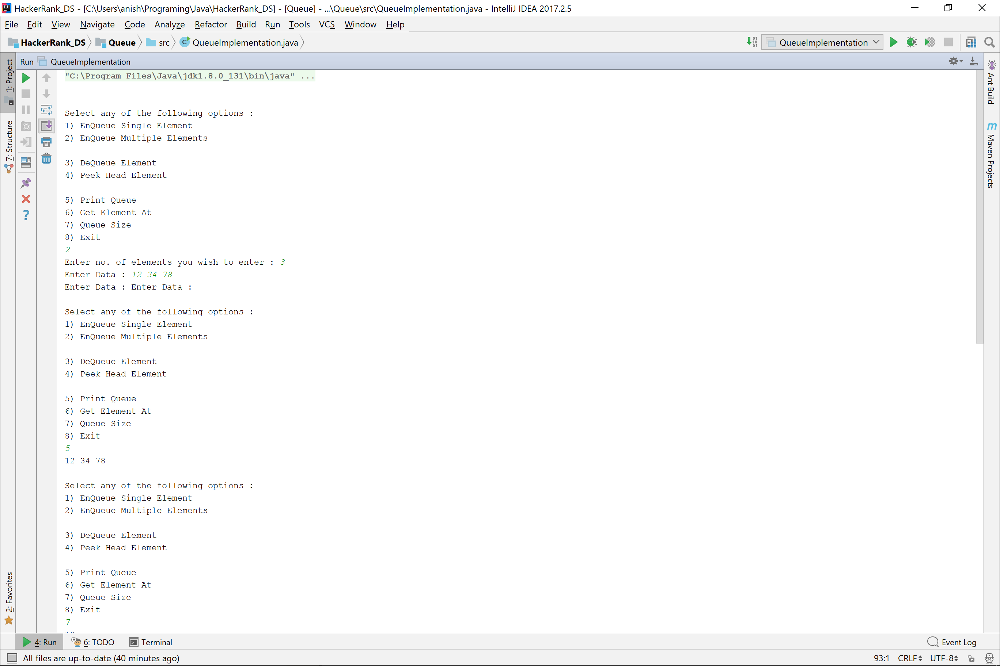 HackerRank_DS - [C:\Users\anish\Programing\Java\HackerRank_DS] - [Queue] - ...\Queue\src\QueueImplementation.java - IntelliJ IDEA 2017.2.5
File Edit View Navigate Code Analyze Refactor Build Run Tools VCS Window Help
HackerRank_DS Queue src QueueImplementation.java QueueImplementation
Run QueueImplementation
1: Project
7: Structure
2: Favorites
Ant Build
Maven Projects
"C:\Program Files\Java\jdk1.8.0_131\bin\java" ...
Select any of the following options :
1) EnQueue Single Element
2) EnQueue Multiple Elements
3) DeQueue Element
4) Peek Head Element
5) Print Queue
6) Get Element At
7) Queue Size
8) Exit
2
Enter no. of elements you wish to enter : 3
Enter Data : 12 34 78
Enter Data : Enter Data :
Select any of the following options :
1) EnQueue Single Element
2) EnQueue Multiple Elements
3) DeQueue Element
4) Peek Head Element
5) Print Queue
6) Get Element At
7) Queue Size
8) Exit
5
12 34 78
Select any of the following options :
1) EnQueue Single Element
2) EnQueue Multiple Elements
3) DeQueue Element
4) Peek Head Element
5) Print Queue
6) Get Element At
7) Queue Size
8) Exit
7
4: Run 6: TODO Terminal Event Log
All files are up-to-date (40 minutes ago) 93:1 CRLF UTF-8